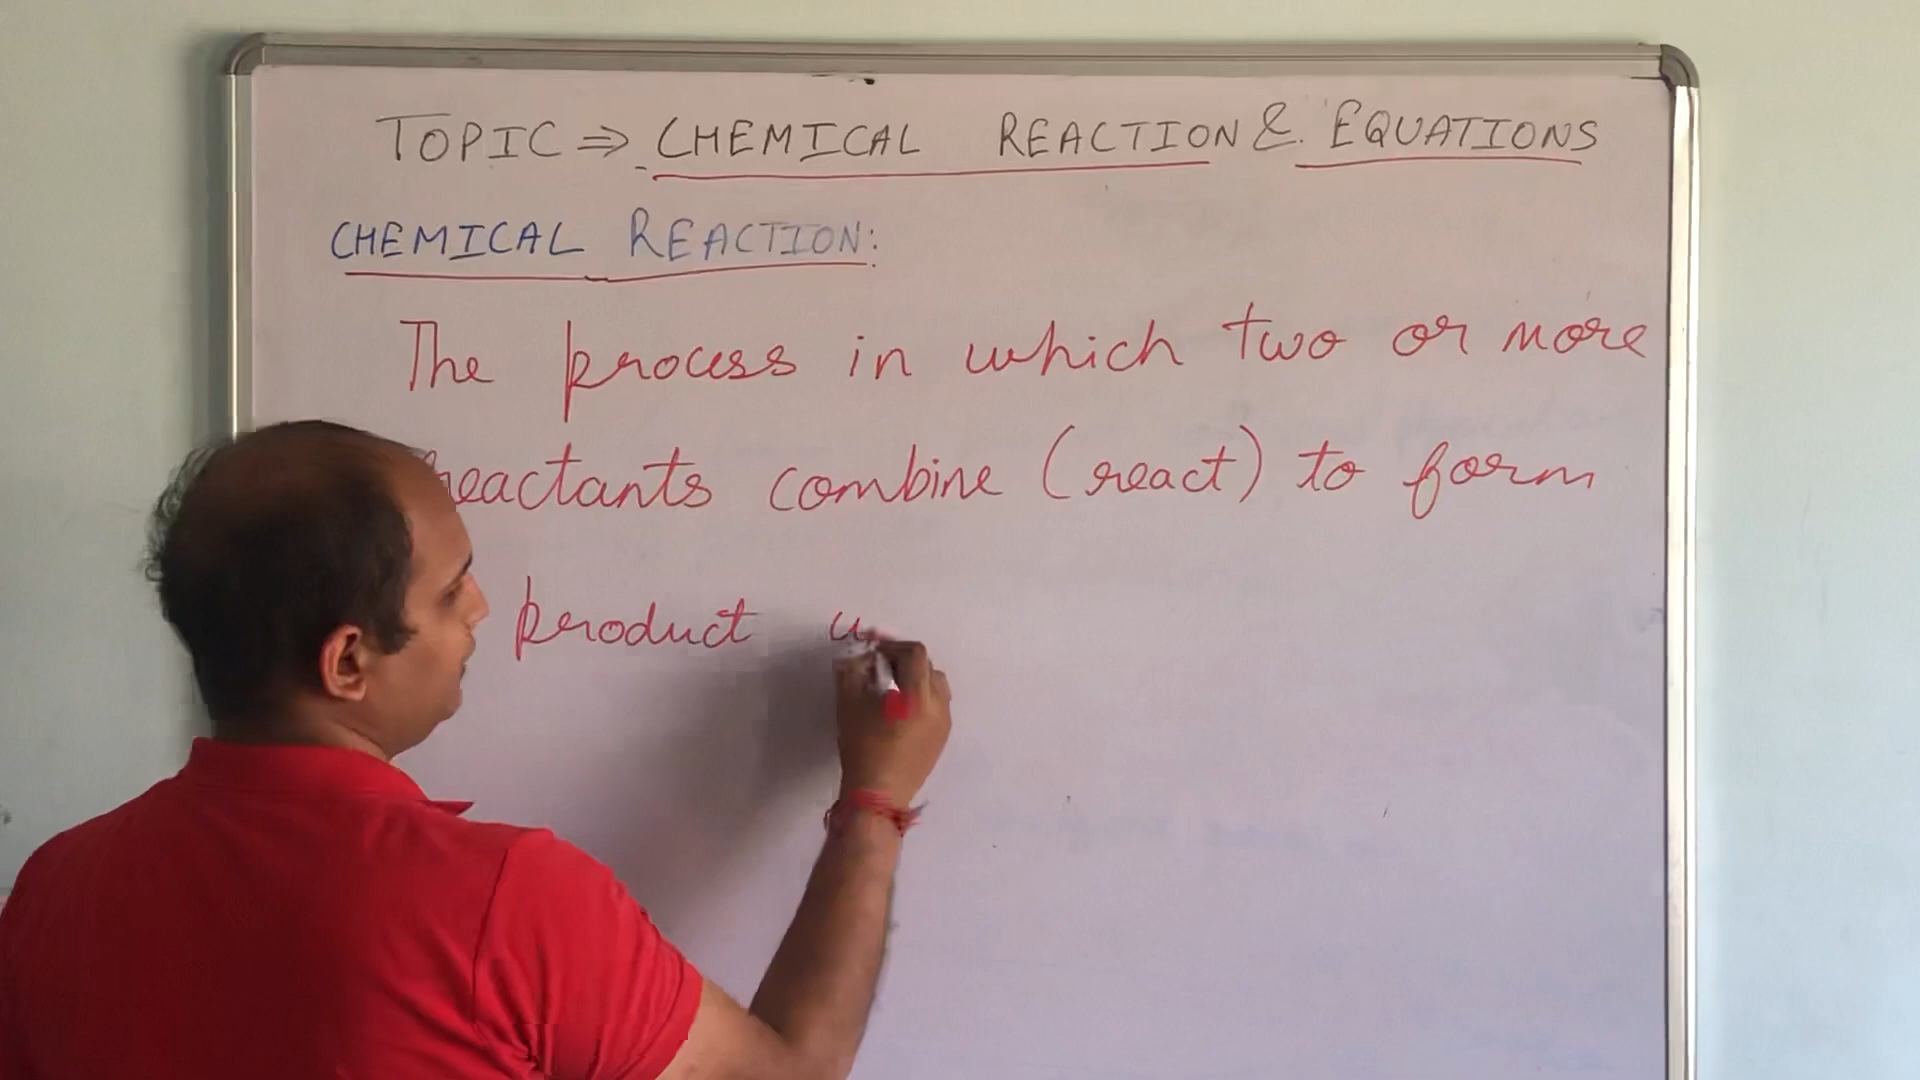 TOPIC ⇒ CHEMICAL REACTION & EQUATIONS
CHEMICAL REACTION:
The process in which two or more
reactants combine (react) to form
product